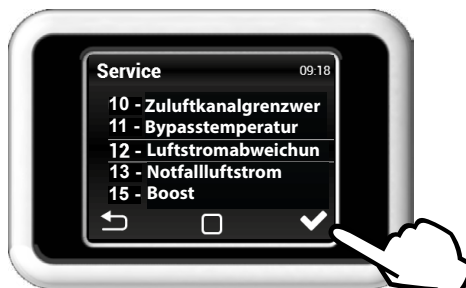 Service 09:18
10 - Zuluftkanalgrenzwer
11 - Bypasstemperatur
12 - Luftstromabweichun
13 - Notfallluftstrom
15 - Boost